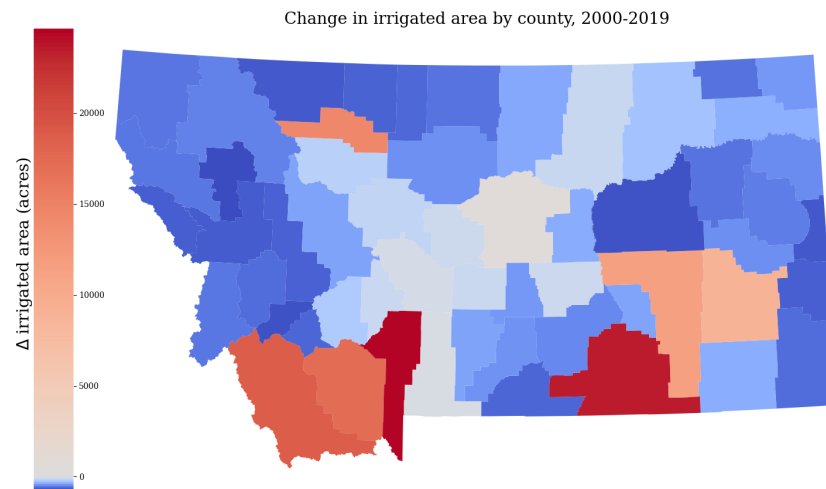 Change in irrigated area by county, 2000-2019
Δ irrigated area (acres)
20000
15000
10000
5000
0